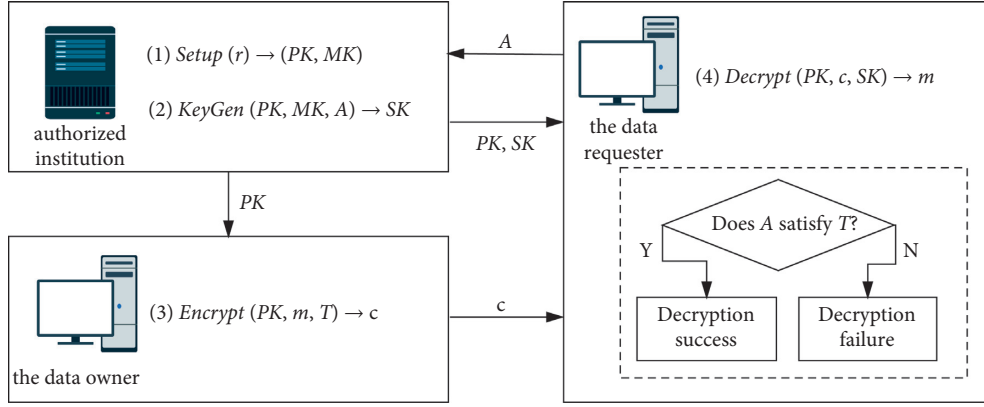 (1) Setup (r) → (PK, MK)
(2) KeyGen (PK, MK, A) → SK
authorized
institution
A
PK, SK
PK
(3) Encrypt (PK, m, T) → c
the data owner
c
(4) Decrypt (PK, c, SK) → m
the data
requester
Does A satisfy T?
Y
N
Decryption
success
Decryption
failure